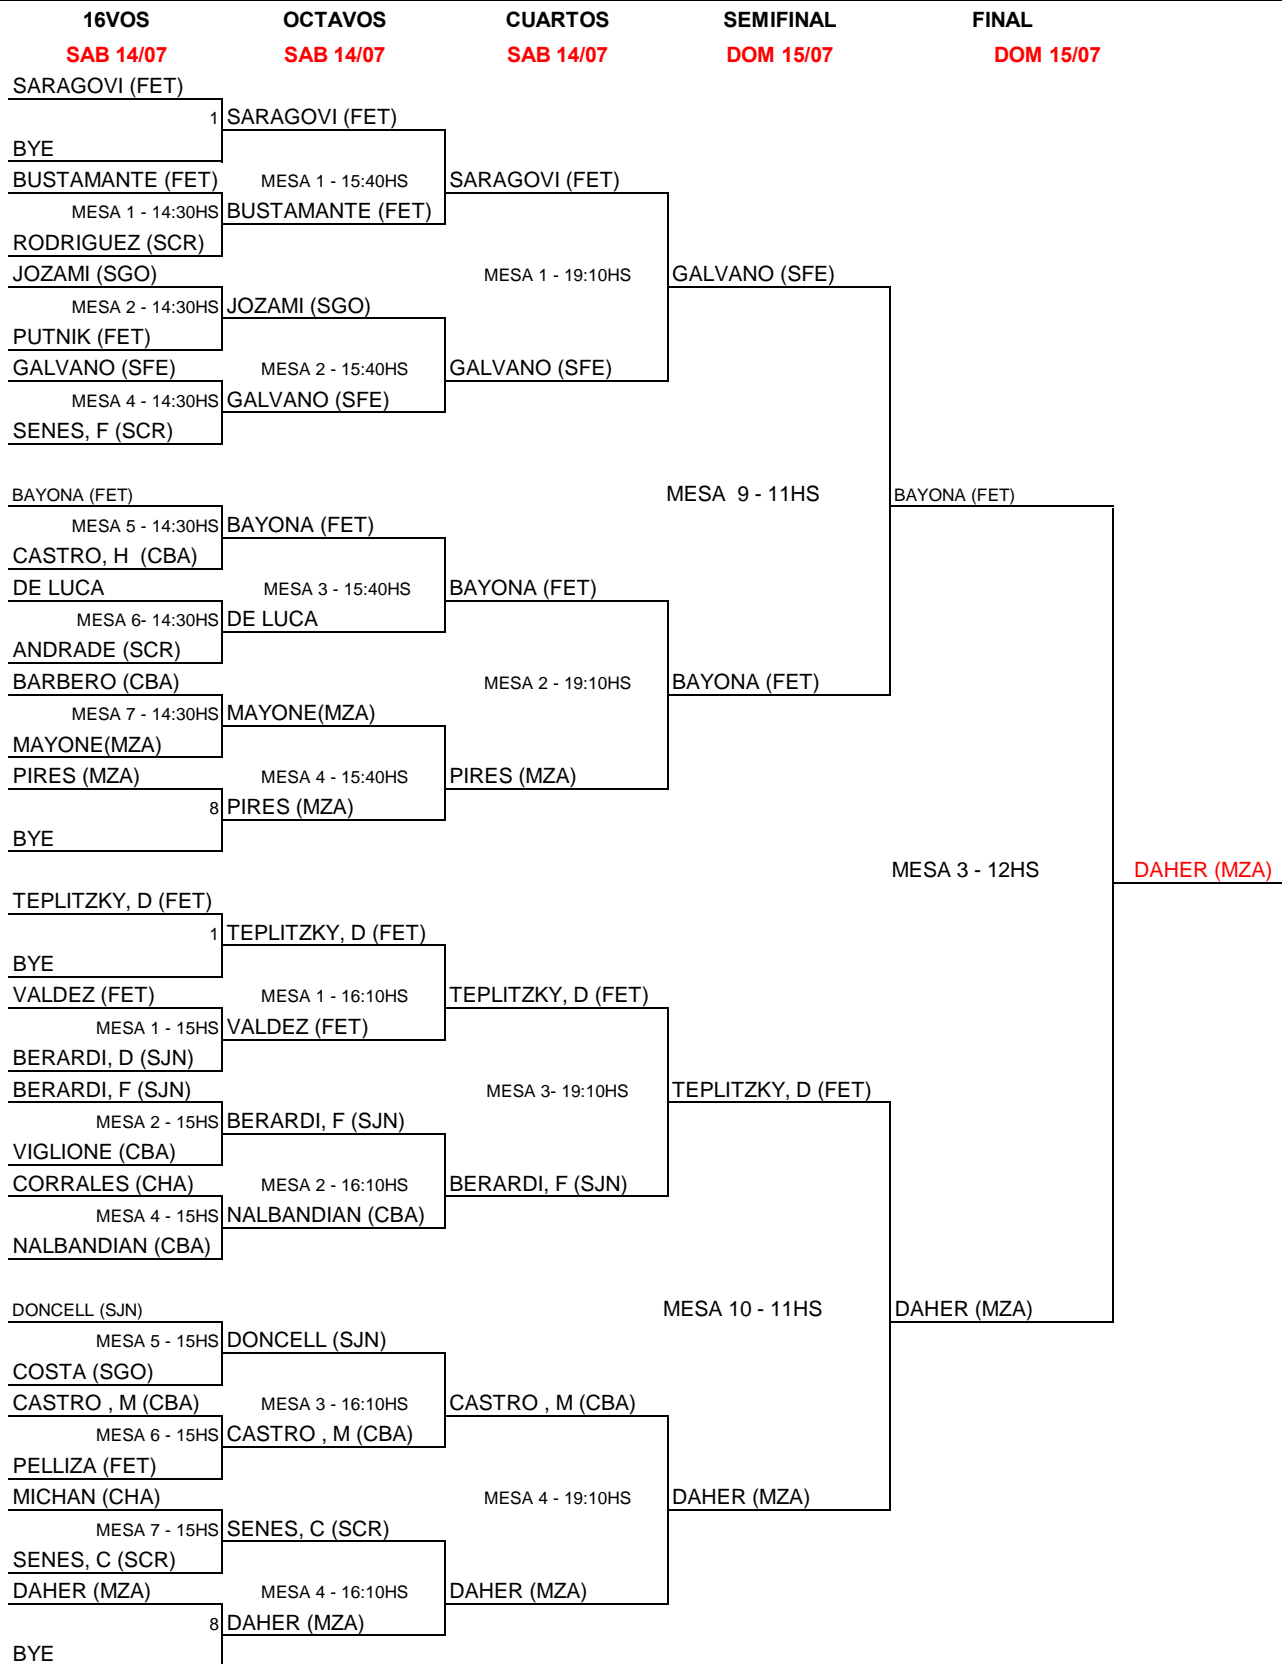 16VOS OCTAVOS CUARTOS SEMIFINAL FINAL
SAB 14/07 SAB 14/07 SAB 14/07 DOM 15/07 DOM 15/07
SARAGOVI (FET)
1 SARAGOVI (FET)
BYE
BUSTAMANTE (FET) MESA 1 - 15:40HS SARAGOVI (FET)
MESA 1 - 14:30HS BUSTAMANTE (FET)
RODRIGUEZ (SCR)
JOZAMI (SGO) MESA 1 - 19:10HS GALVANO (SFE)
MESA 2 - 14:30HS JOZAMI (SGO)
PUTNIK (FET)
GALVANO (SFE) MESA 2 - 15:40HS GALVANO (SFE)
MESA 4 - 14:30HS GALVANO (SFE)
SENES, F (SCR)
BAYONA (FET) MESA 9 - 11HS BAYONA (FET)
MESA 5 - 14:30HS BAYONA (FET)
CASTRO, H (CBA)
DE LUCA MESA 3 - 15:40HS BAYONA (FET)
MESA 6- 14:30HS DE LUCA
ANDRADE (SCR)
BARBERO (CBA) MESA 2 - 19:10HS BAYONA (FET)
MESA 7 - 14:30HS MAYONE(MZA)
MAYONE(MZA)
PIRES (MZA) MESA 4 - 15:40HS PIRES (MZA)
8 PIRES (MZA)
BYE
MESA 3 - 12HS DAHER (MZA)
TEPLITZKY, D (FET)
1 TEPLITZKY, D (FET)
BYE
VALDEZ (FET) MESA 1 - 16:10HS TEPLITZKY, D (FET)
MESA 1 - 15HS VALDEZ (FET)
BERARDI, D (SJN)
BERARDI, F (SJN) MESA 3- 19:10HS TEPLITZKY, D (FET)
MESA 2 - 15HS BERARDI, F (SJN)
VIGLIONE (CBA)
CORRALES (CHA) MESA 2 - 16:10HS BERARDI, F (SJN)
MESA 4 - 15HS NALBANDIAN (CBA)
NALBANDIAN (CBA)
DONCELL (SJN) MESA 10 - 11HS DAHER (MZA)
MESA 5 - 15HS DONCELL (SJN)
COSTA (SGO)
CASTRO , M (CBA) MESA 3 - 16:10HS CASTRO , M (CBA)
MESA 6 - 15HS CASTRO , M (CBA)
PELLIZA (FET)
MICHAN (CHA) MESA 4 - 19:10HS DAHER (MZA)
MESA 7 - 15HS SENES, C (SCR)
SENES, C (SCR)
DAHER (MZA) MESA 4 - 16:10HS DAHER (MZA)
8 DAHER (MZA)
BYE